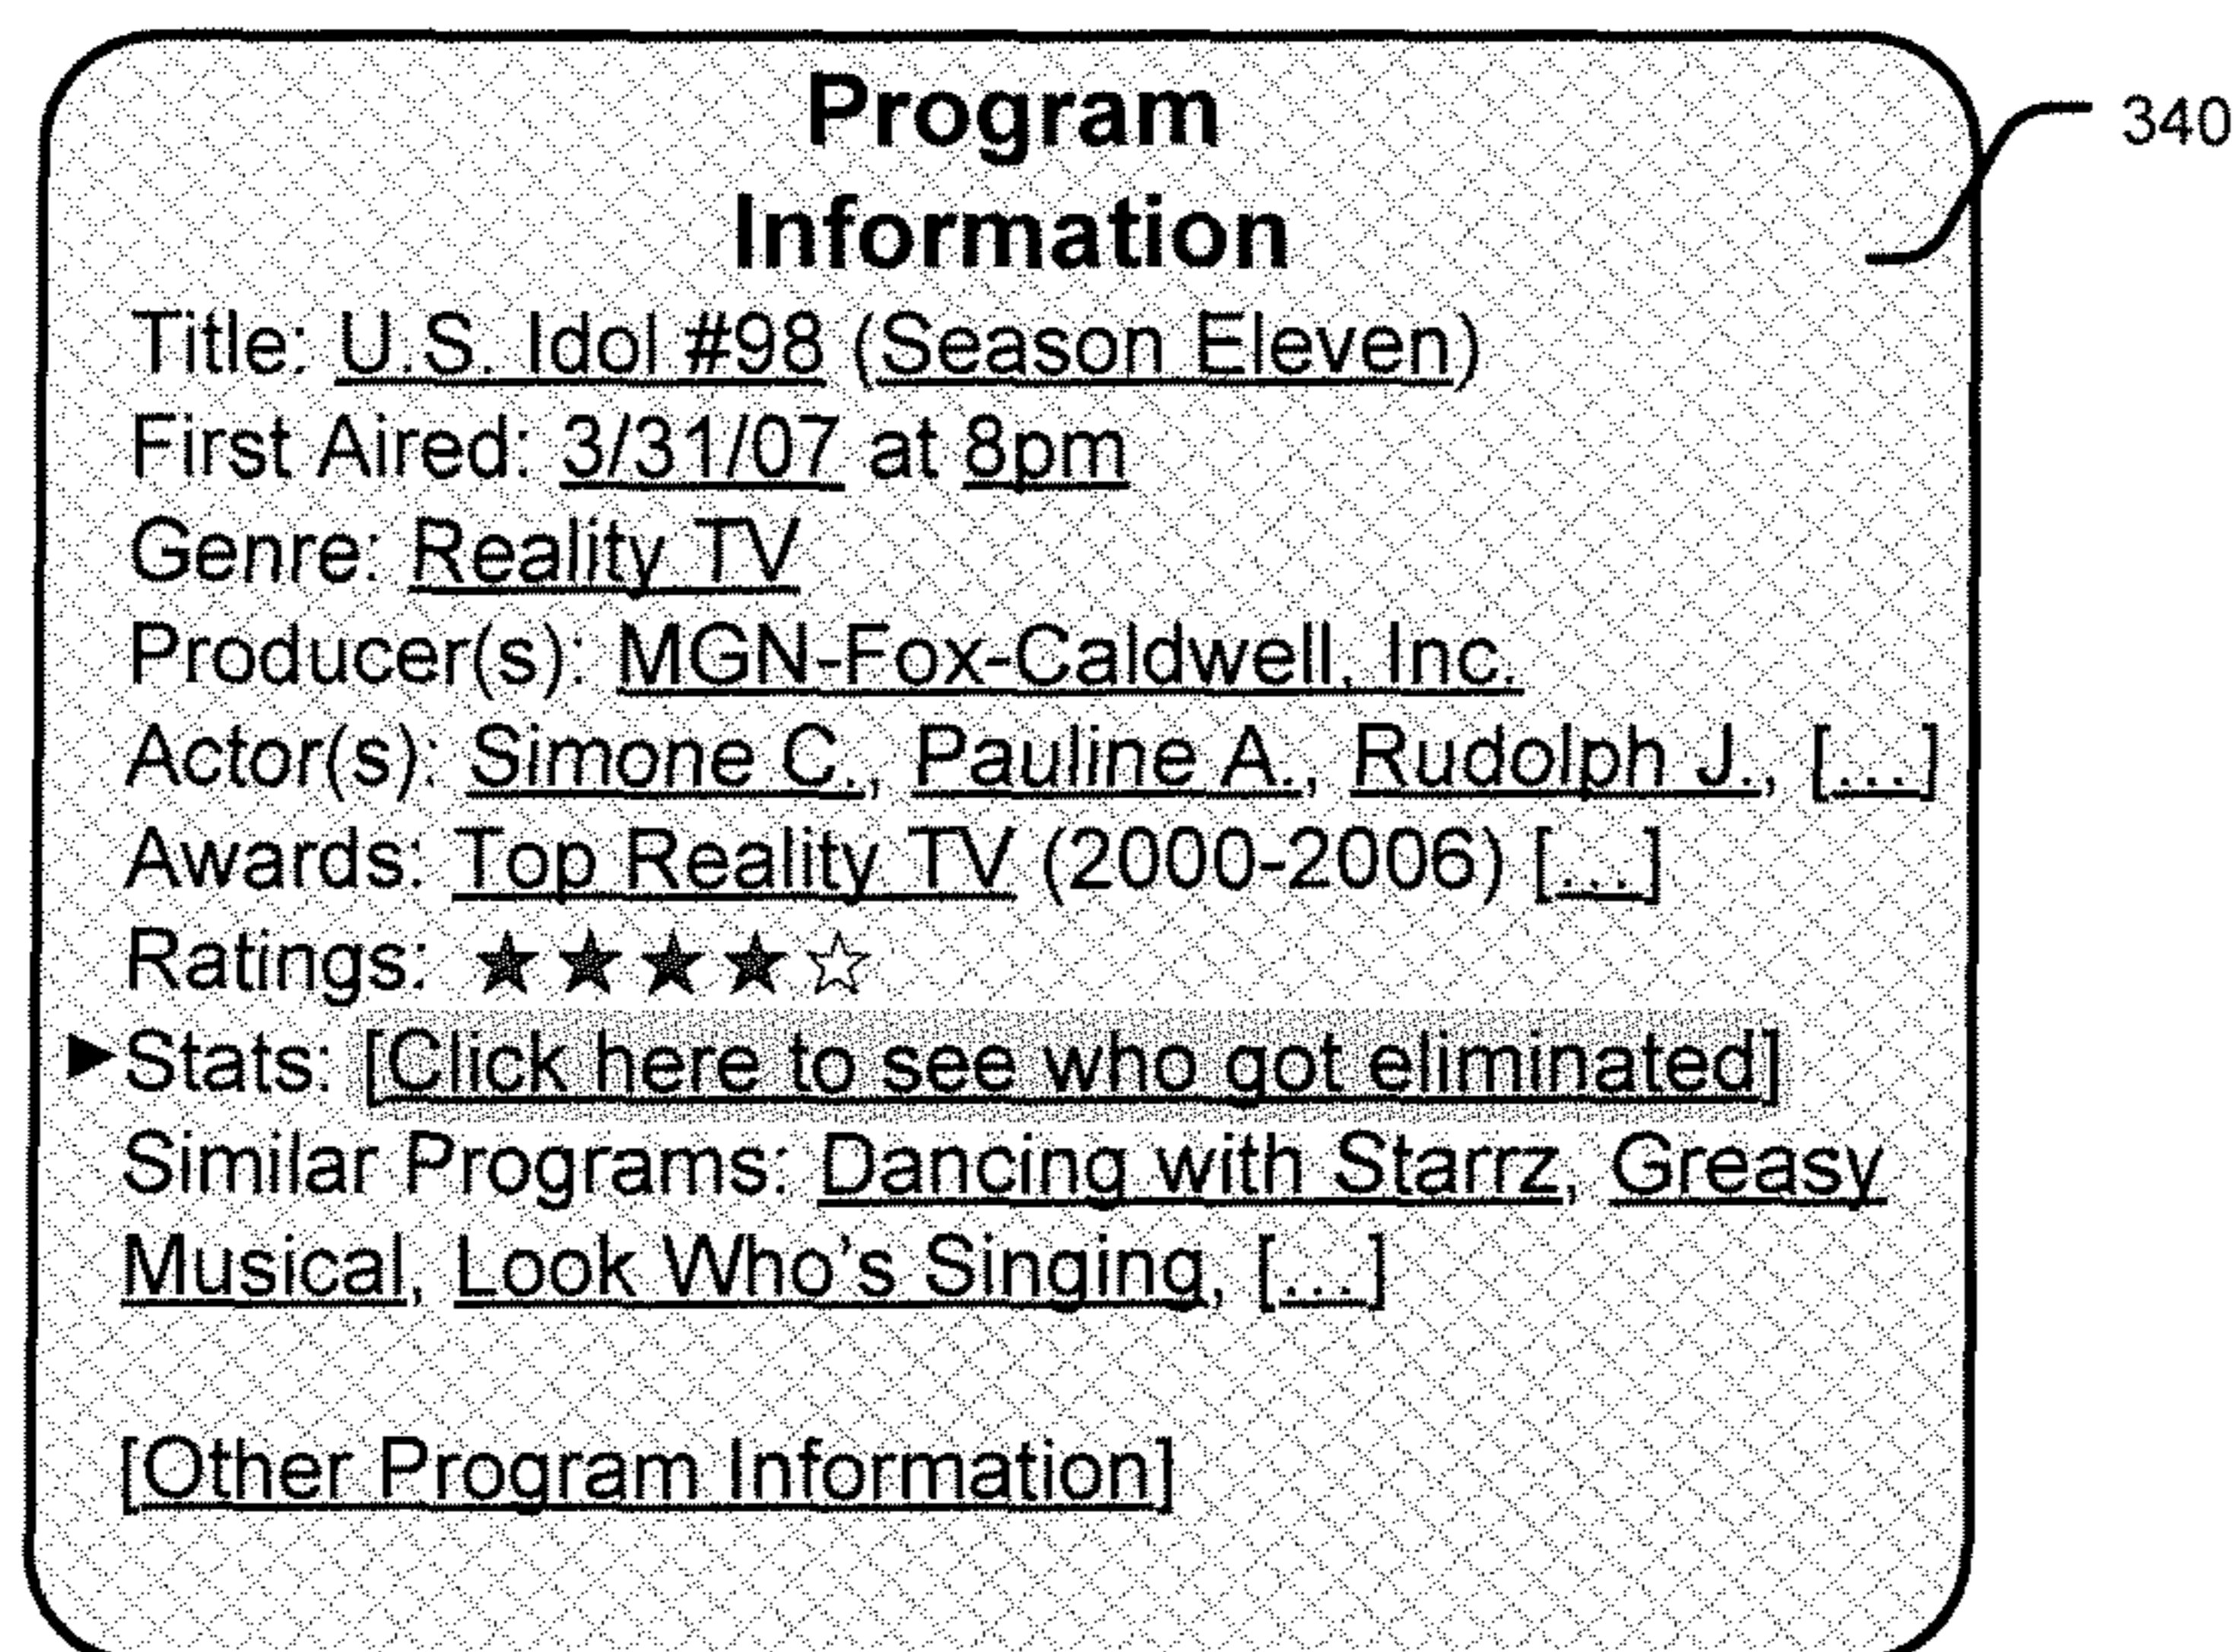 Program
Information
340
Title: U.S. Idol #98 (Season Eleven)
First Aired: 3/31/07 at 8pm
Genre: Reality TV
Producer(s): MGN-Fox-Caldwell, Inc.
Actor(s): Simone C., Pauline A., Rudolph J., [...]
Awards: Top Reality TV (2000-2006) [...]
Ratings: ★★★★☆
►Stats: [Click here to see who got eliminated]
Similar Programs: Dancing with Starrz, Greasy
Musical, Look Who's Singing, [...]
[Other Program Information]